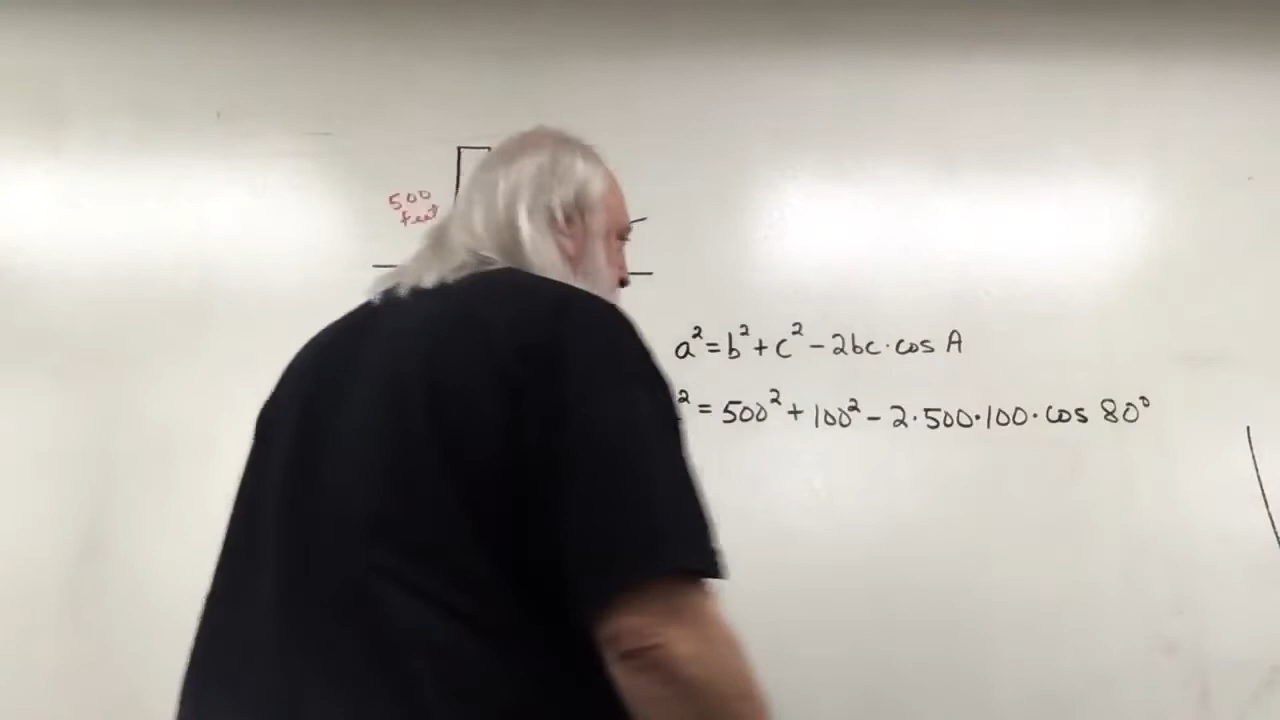 500
feet
a² = b² + c² - 2bc · cos A
² = 500² + 100² - 2 · 500 · 100 · cos 80°